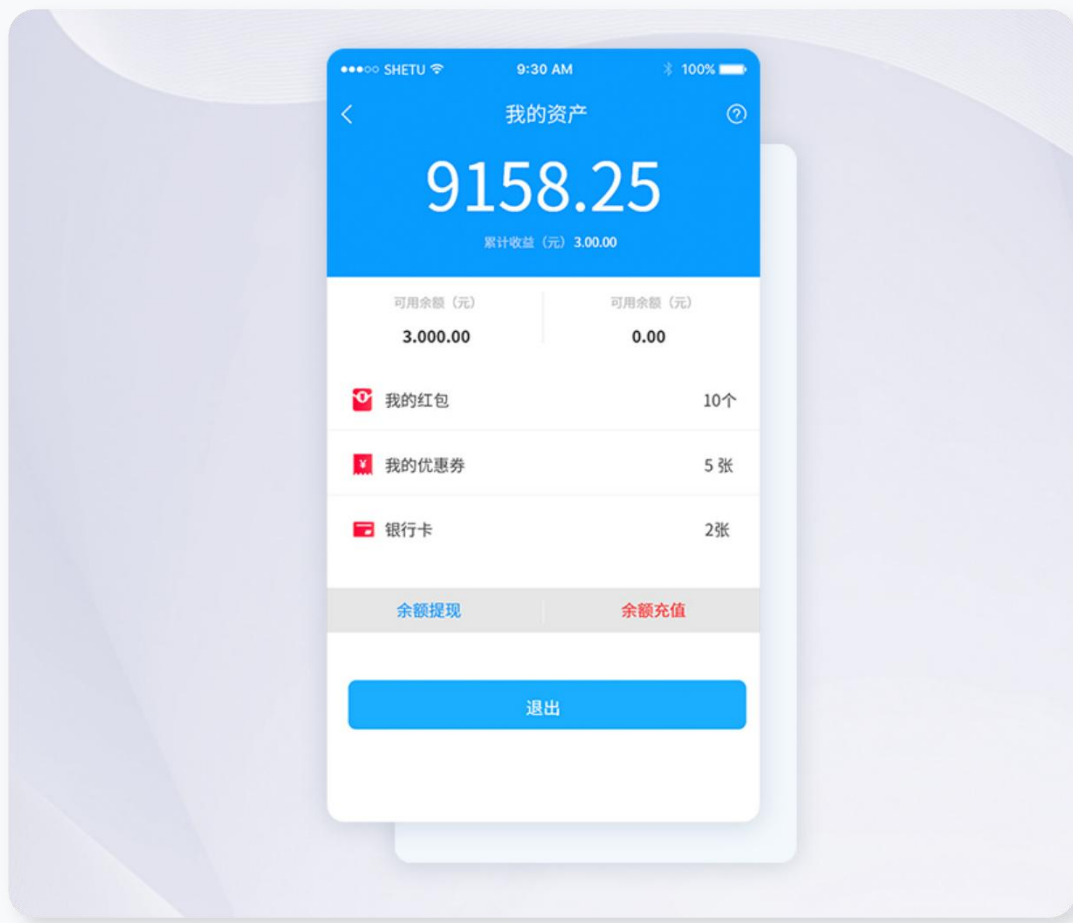 SHETU 9:30 AM 100%
我的资产
9158.25
累计收益（元）3.00.00
可用余额（元） 可用余额（元）
3.000.00 0.00
我的红包 10个
我的优惠券 5 张
银行卡 2张
余额提现 余额充值
退出